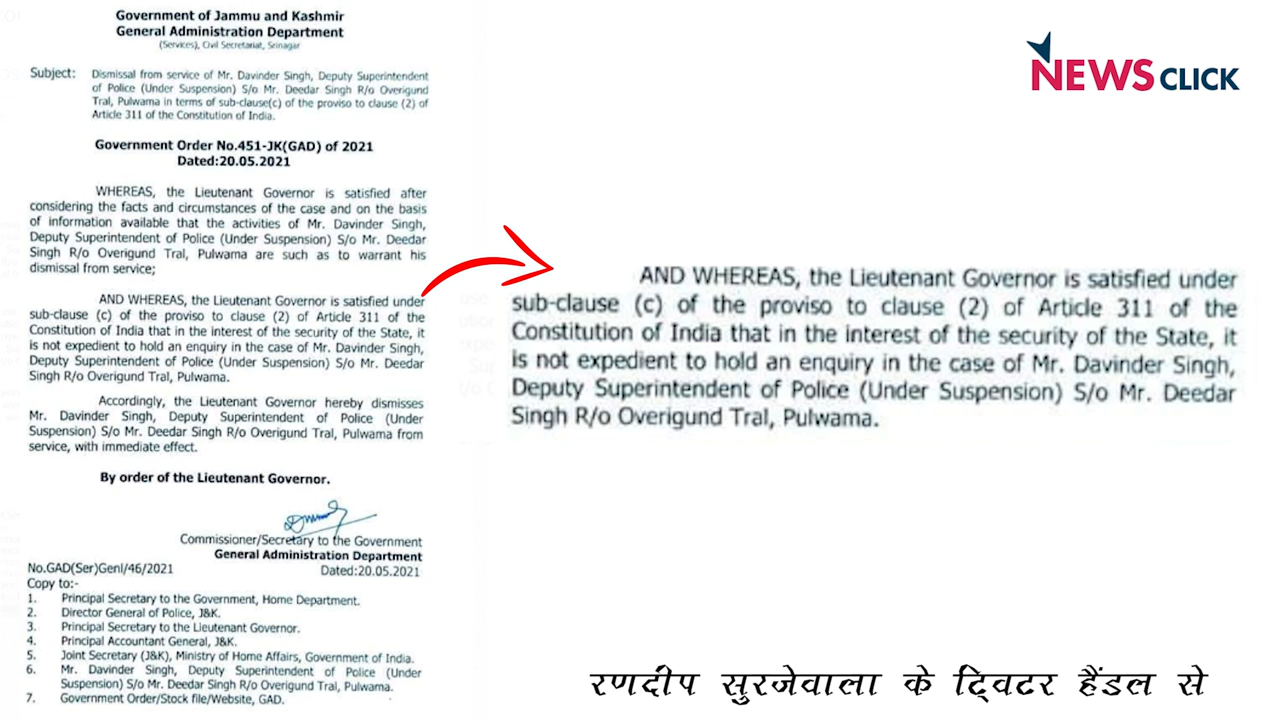 Government of Jammu and Kashmir
General Administration Department
(Services), Civil Secretariat, Srinagar
Subject: Dismissal from service of Mr. Davinder Singh, Deputy Superintendent
of Police (Under Suspension) S/o Mr. Deedar Singh R/o Overigund
Tral, Pulwama in terms of sub-clause(c) of the proviso to clause (2) of
Article 311 of the Constitution of India.
Government Order No.451-JK(GAD) of 2021
Dated:20.05.2021
WHEREAS, the Lieutenant Governor is satisfied after
considering the facts and circumstances of the case and on the basis
of information available that the activities of Mr. Davinder Singh,
Deputy Superintendent of Police (Under Suspension) S/o Mr. Deedar
Singh R/o Overigund Tral, Pulwama are such as to warrant his
dismissal from service;
AND WHEREAS, the Lieutenant Governor is satisfied under
sub-clause (c) of the proviso to clause (2) of Article 311 of the
Constitution of India that in the interest of the security of the State, it
is not expedient to hold an enquiry in the case of Mr. Davinder Singh,
Deputy Superintendent of Police (Under Suspension) S/o Mr. Deedar
Singh R/o Overigund Tral, Pulwama.
Accordingly, the Lieutenant Governor hereby dismisses
Mr. Davinder Singh, Deputy Superintendent of Police (Under
Suspension) S/o Mr. Deedar Singh R/o Overigund Tral, Pulwama from
service, with immediate effect.
By order of the Lieutenant Governor.
Commissioner/Secretary to the Government
General Administration Department
No.GAD(Ser)Genl/46/2021 Dated:20.05.2021
Copy to:-
1. Principal Secretary to the Government, Home Department.
2. Director General of Police, J&K.
3. Principal Secretary to the Lieutenant Governor.
4. Principal Accountant General, J&K.
5. Joint Secretary (J&K), Ministry of Home Affairs, Government of India.
6. Mr. Davinder Singh, Deputy Superintendent of Police (Under
Suspension) S/o Mr. Deedar Singh R/o Overigund Tral, Pulwama.
7. Government Order/Stock file/Website, GAD.
NEWSCLICK
AND WHEREAS, the Lieutenant Governor is satisfied under
sub-clause (c) of the proviso to clause (2) of Article 311 of the
Constitution of India that in the interest of the security of the State, it
is not expedient to hold an enquiry in the case of Mr. Davinder Singh,
Deputy Superintendent of Police (Under Suspension) S/o Mr. Deedar
Singh R/o Overigund Tral, Pulwama.
रणदीप सुरजेवाला के ट्विटर हैंडल से